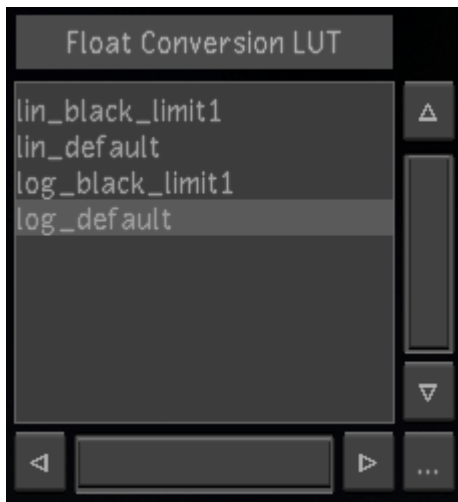 Float Conversion LUT
lin_black_limit1
lin_default
log_black_limit1
log_default
...